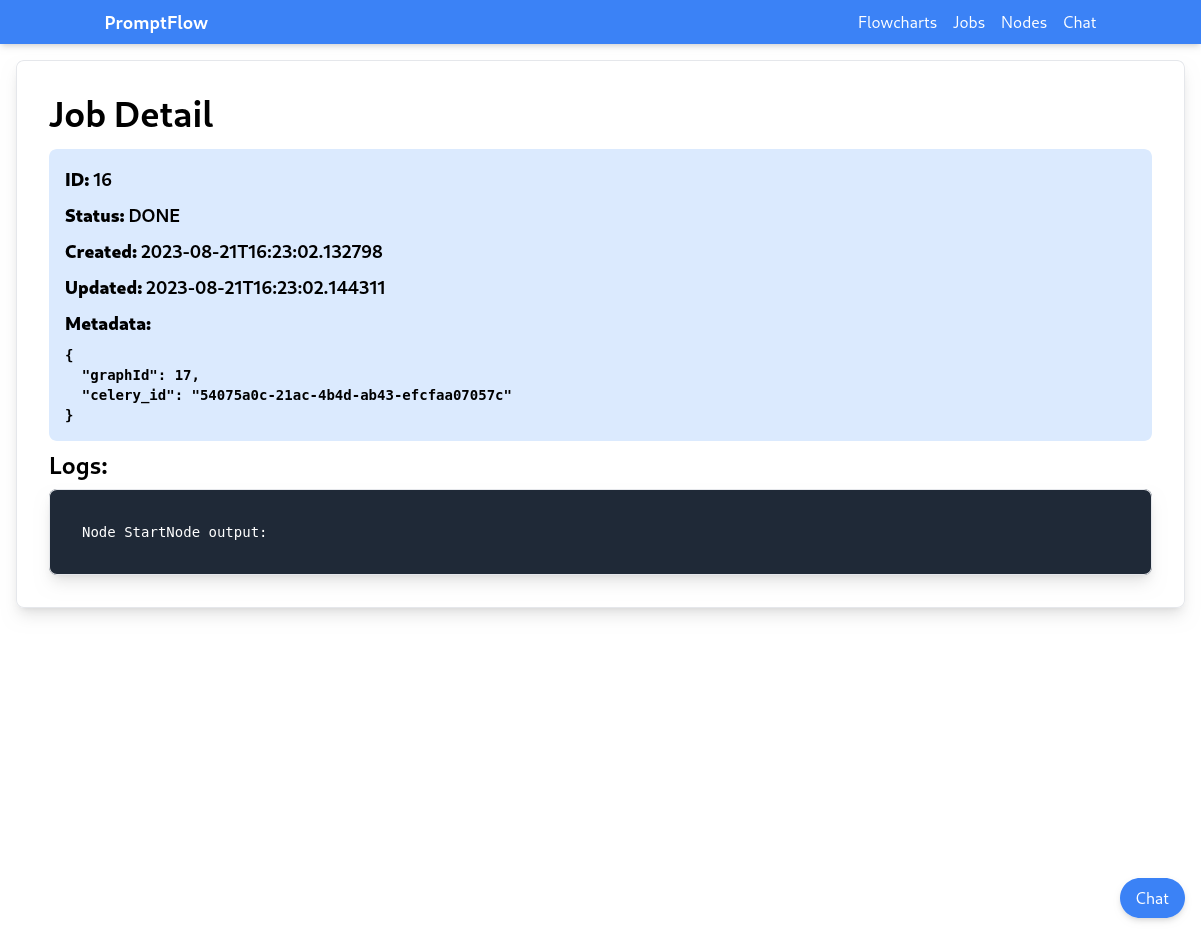 PromptFlow
Flowcharts Jobs Nodes Chat
Job Detail
ID: 16
Status: DONE
Created: 2023-08-21T16:23:02.132798
Updated: 2023-08-21T16:23:02.144311
Metadata:
{
  "graphId": 17,
  "celery_id": "54075a0c-21ac-4b4d-ab43-efcfaa07057c"
}
Logs:
Node StartNode output:
Chat